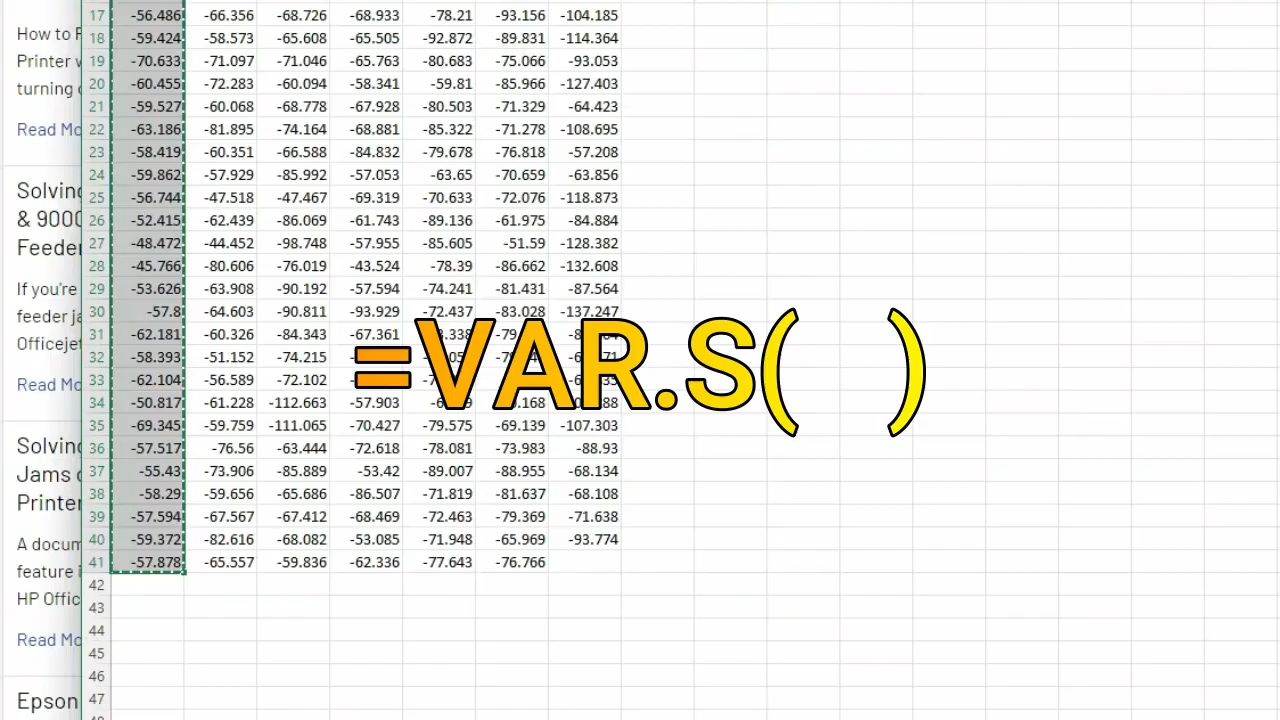 How to
Printer
turning
Read
Solving
& 9000
Feeder
If you're
feeder
Officejet
Read
Solving
Jams
Printer
A
feature
HP
Read
Epson
17 -56.486 -66.356 -68.726 -68.933 -78.21 -93.156 -104.185
18 -59.424 -58.573 -65.608 -65.505 -92.872 -89.831 -114.364
19 -70.633 -71.097 -71.046 -65.763 -80.683 -75.066 -93.053
20 -60.455 -72.283 -60.094 -58.341 -59.81 -85.966 -127.403
21 -59.527 -60.068 -68.778 -67.928 -80.503 -71.329 -64.423
22 -63.186 -81.895 -74.164 -68.881 -85.322 -71.278 -108.695
23 -58.419 -60.351 -66.588 -84.832 -79.678 -76.818 -57.208
24 -59.862 -57.929 -85.992 -57.053 -63.65 -70.659 -63.856
25 -56.744 -47.518 -47.467 -69.319 -70.633 -72.076 -118.873
26 -52.415 -62.439 -86.069 -61.743 -89.136 -61.975 -84.884
27 -48.472 -44.452 -98.748 -57.955 -85.605 -51.59 -128.382
28 -45.766 -80.606 -76.019 -43.524 -78.39 -86.662 -132.608
29 -53.626 -63.908 -90.192 -57.594 -74.241 -81.431 -87.564
30 -57.8 -64.603 -90.811 -93.929 -72.437 -83.028 -137.247
31 -62.181 -60.326 -84.343 -67.361
32 -58.393 -51.152 -74.215
33 -62.104 -56.589 -72.102
34 -50.817 -61.228 -112.663 -57.903
35 -69.345 -59.759 -111.065 -70.427 -79.575 -69.139 -107.303
36 -57.517 -76.56 -63.444 -72.618 -78.081 -73.983 -88.93
37 -55.43 -73.906 -85.889 -53.42 -89.007 -88.955 -68.134
38 -58.29 -59.656 -65.686 -86.507 -71.819 -81.637 -68.108
39 -57.594 -67.567 -67.412 -68.469 -72.463 -79.369 -71.638
40 -59.372 -82.616 -68.082 -53.085 -71.948 -65.969 -93.774
41 -57.878 -65.557 -59.836 -62.336 -77.643 -76.766
42
43
44
45
46
47
=VAR.S( )